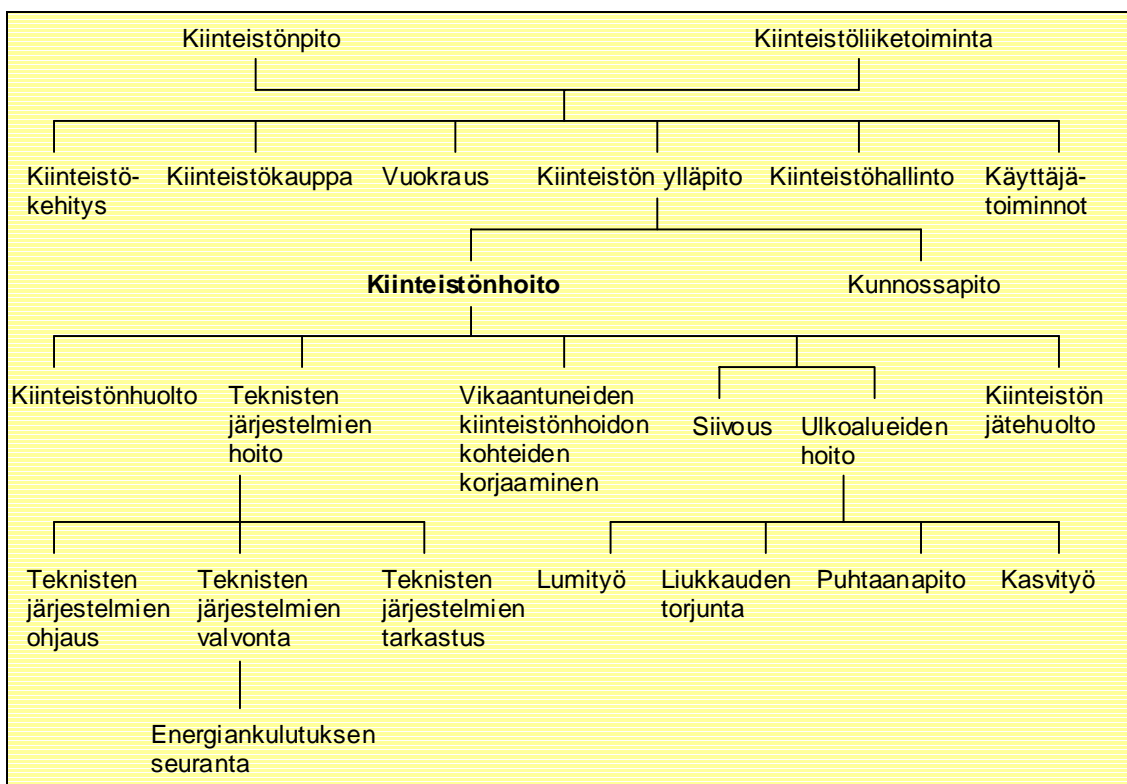 Kiinteistönpito
Kiinteistöliiketoiminta
Kiinteistö-
kehitys
Kiinteistökauppa
Vuokraus
Kiinteistön ylläpito
Kiinteistöhallinto
Käyttäjä-
toiminnot
Kiinteistönhoito
Kunnossapito
Kiinteistönhuolto
Teknisten
järjestelmien
hoito
Vikaantuneiden
kiinteistönhoidon
kohteiden
korjaaminen
Siivous
Ulkoalueiden
hoito
Kiinteistön
jätehuolto
Teknisten
järjestelmien
ohjaus
Teknisten
järjestelmien
valvonta
Teknisten
järjestelmien
tarkastus
Lumityö
Liukkauden
torjunta
Puhtaanapito
Kasvityö
Energiankulutuksen
seuranta